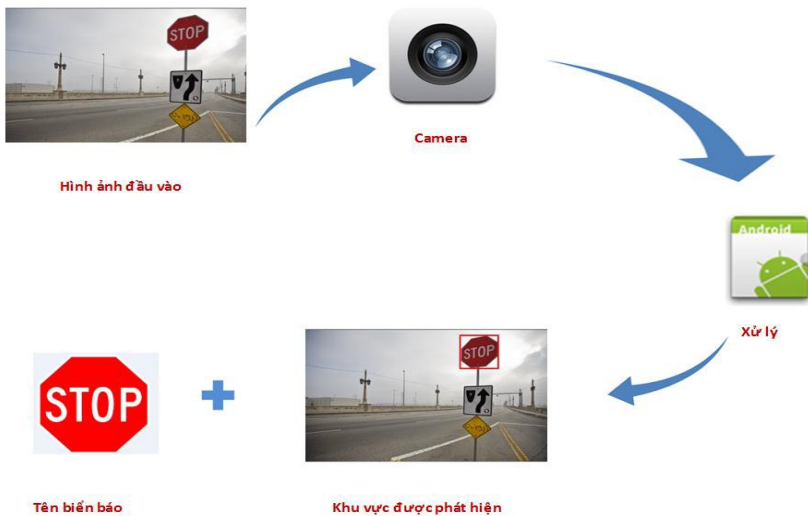 STOP
Camera
Hình ảnh đầu vào
Android
Xử lý
STOP
STOP
Tên biển báo
Khu vực được phát hiện